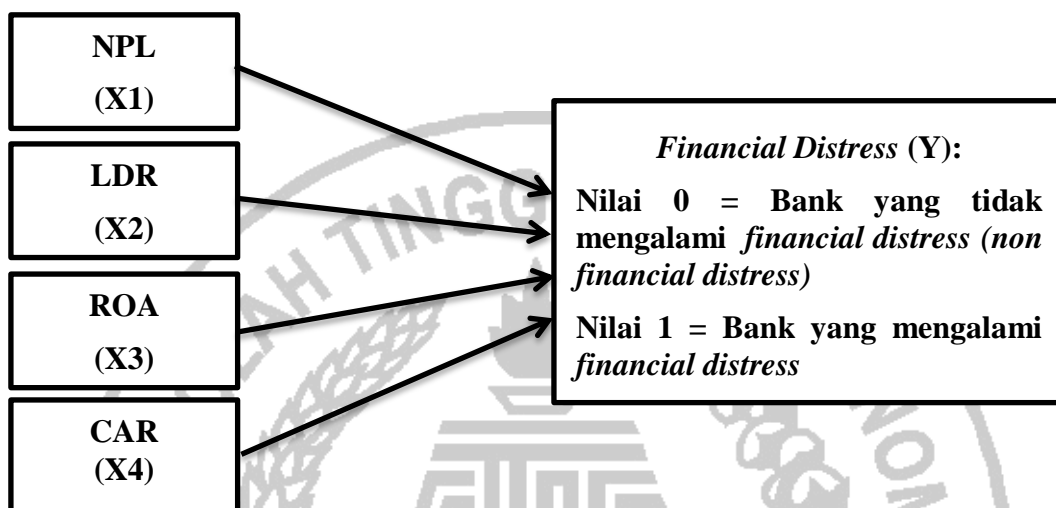 NPL
(X1)
LDR
(X2)
ROA
(X3)
CAR
(X4)
Financial Distress (Y):
Nilai 0 = Bank yang tidak
mengalami financial distress (non
financial distress)
Nilai 1 = Bank yang mengalami
financial distress